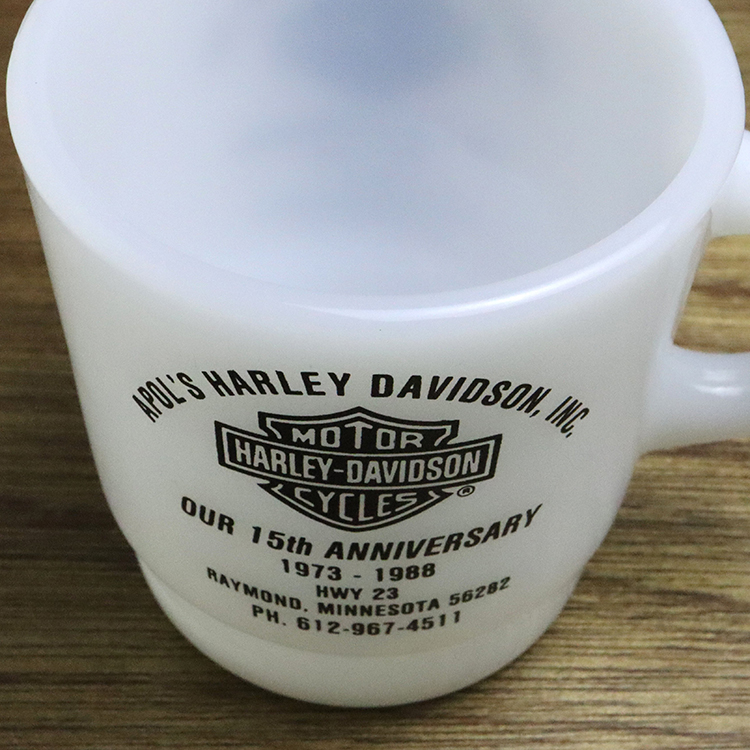 APOL'S HARLEY DAVIDSON, INC.
MOTOR
HARLEY-DAVIDSON
CYCLES
®
OUR 15th ANNIVERSARY
1973 - 1988
HWY 23
RAYMOND, MINNESOTA 56282
PH. 612-967-4511